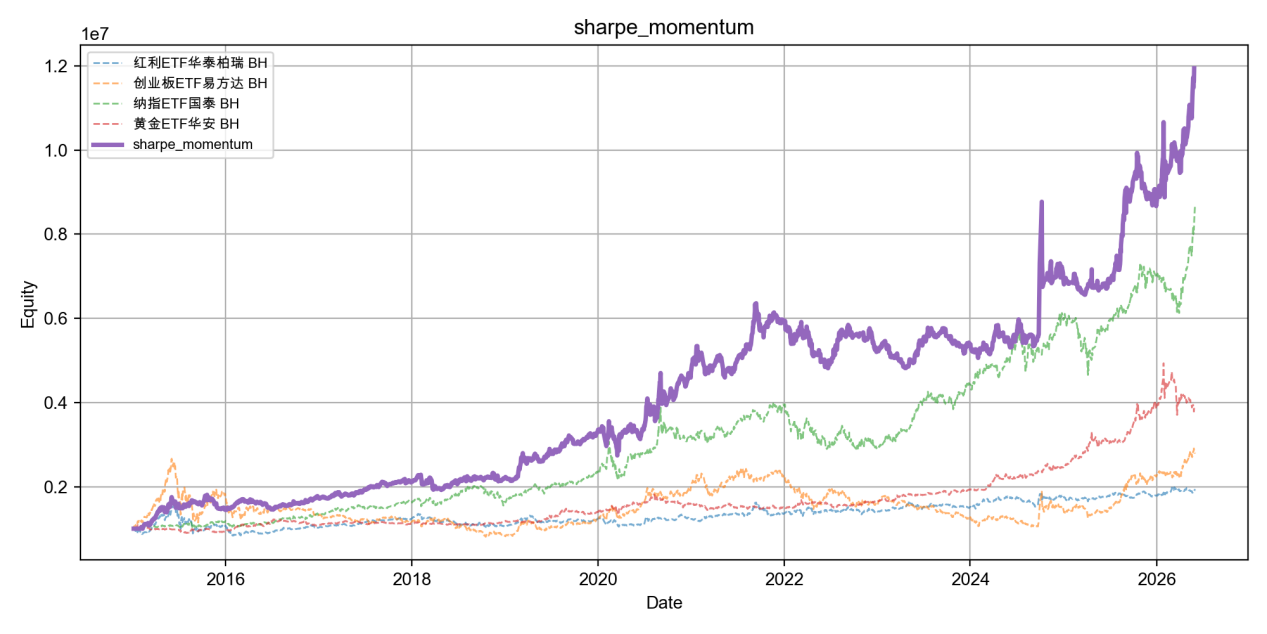 sharpe_momentum
1e7
1.2
1.0
0.8
0.6
0.4
0.2
Equity
红利ETF华泰柏瑞 BH
创业板ETF易方达 BH
纳指ETF国泰 BH
黄金ETF华安 BH
sharpe_momentum
2016
2018
2020
2022
2024
2026
Date